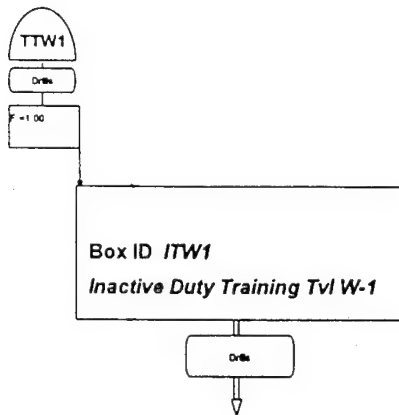 TTW1
Drills
F =1.00
Box ID ITW1
Inactive Duty Training Tvl W-1
Drills